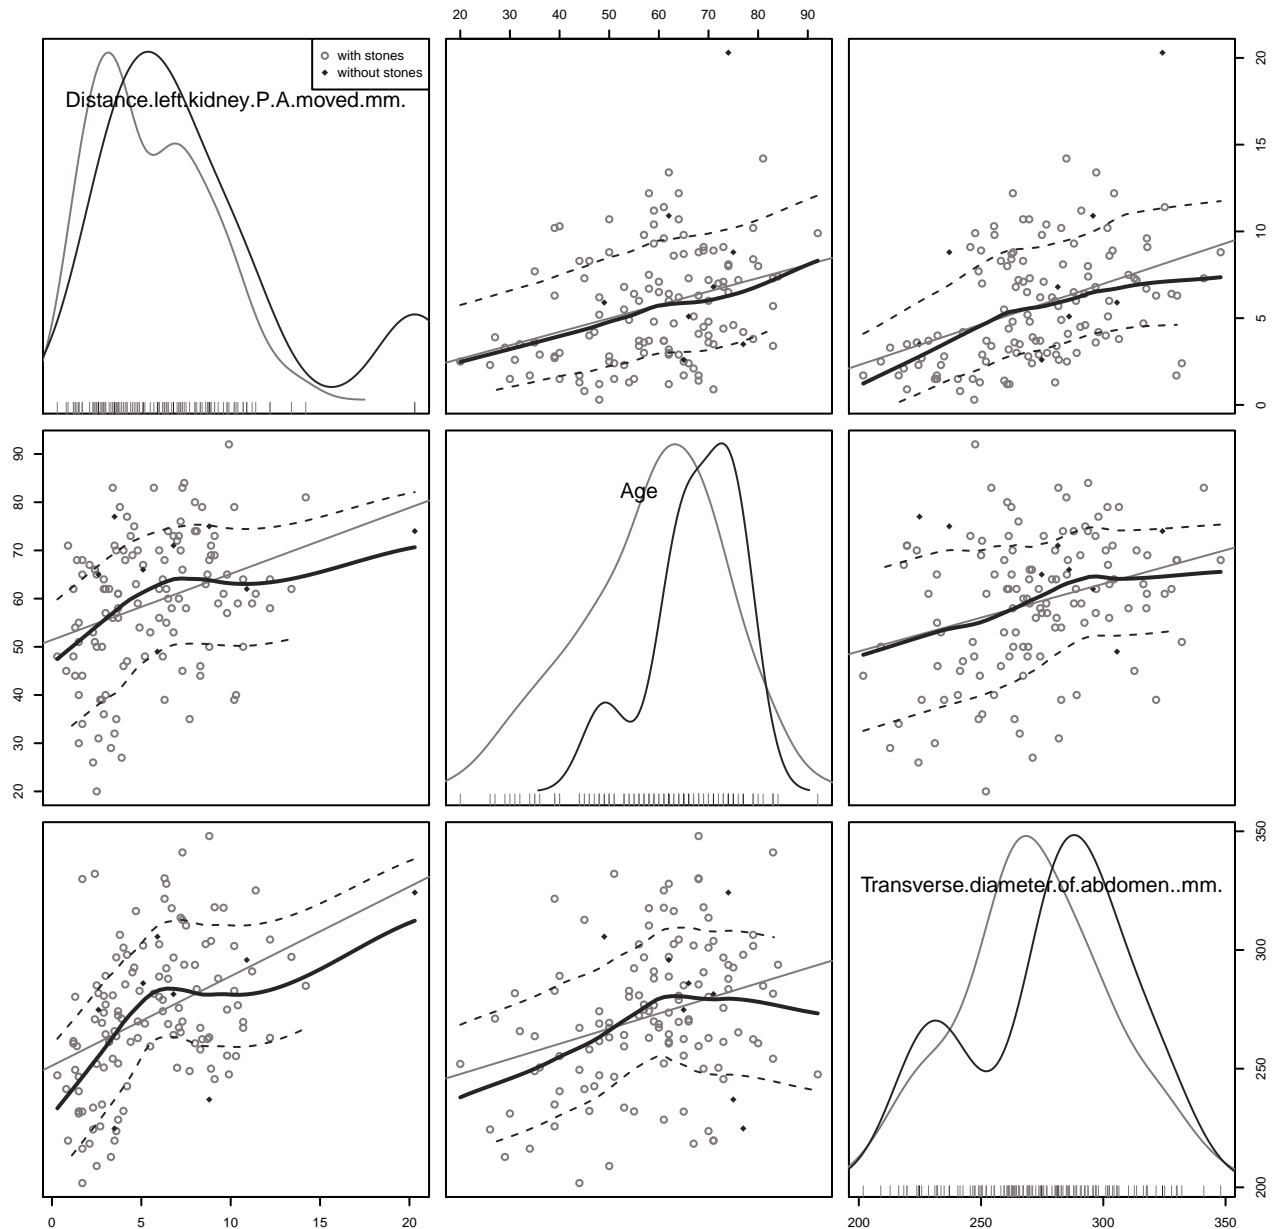 20 30 40 50 60 70 80 90
with stones
without stones
Distance.left.kidney.P.A.moved.mm.
0 5 10 15 20
20 30 40 50 60 70 80 90
Age
Transverse.diameter.of.abdomen..mm.
200 250 300 350
0 5 10 15 20
200 250 300 350